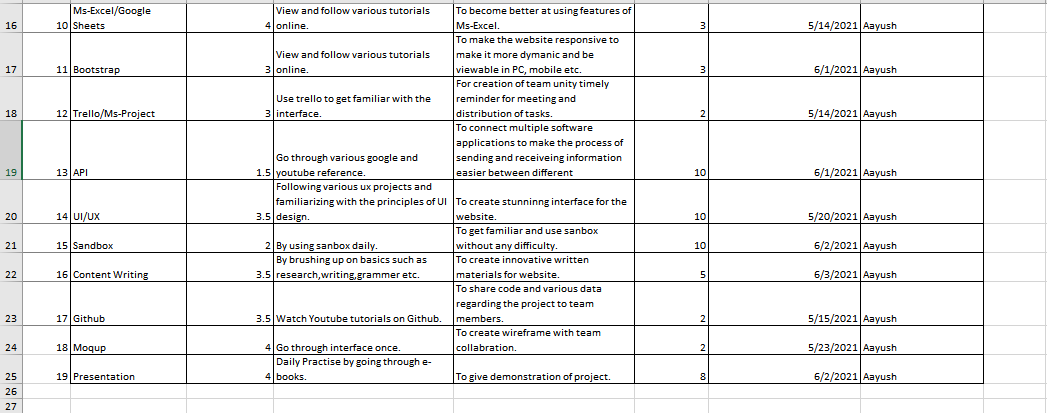 Ms-Excel/Google View and follow various tutorials To become better at using features of
16 10 Sheets 4 online. Ms-Excel. 3 5/14/2021 Aayush
To make the website responsive to
View and follow various tutorials make it more dymanic and be
17 11 Bootstrap 3 online. viewable in PC, mobile etc. 3 6/1/2021 Aayush
For creation of team unity timely
Use trello to get familiar with the reminder for meeting and
18 12 Trello/Ms-Project 3 interface. distribution of tasks. 2 5/14/2021 Aayush
To connect multiple software
applications to make the process of
Go through various google and sending and receiveing information
19 13 API 1.5 youtube reference. easier between different 10 6/1/2021 Aayush
Following various ux projects and
familiarizing with the principles of UI To create stunninng interface for the
20 14 UI/UX 3.5 design. website. 10 5/20/2021 Aayush
To get familiar and use sanbox
21 15 Sandbox 2 By using sanbox daily. without any difficulty. 10 6/2/2021 Aayush
By brushing up on basics such as To create innovative written
22 16 Content Writing 3.5 research,writing,grammer etc. materials for website. 5 6/3/2021 Aayush
To share code and various data
regarding the project to team
23 17 Github 3.5 Watch Youtube tutorials on Github. members. 2 5/15/2021 Aayush
To create wireframe with team
24 18 Moqup 4 Go through interface once. collabration. 2 5/23/2021 Aayush
Daily Practise by going through e-
25 19 Presentation 4 books. To give demonstration of project. 8 6/2/2021 Aayush
26
27